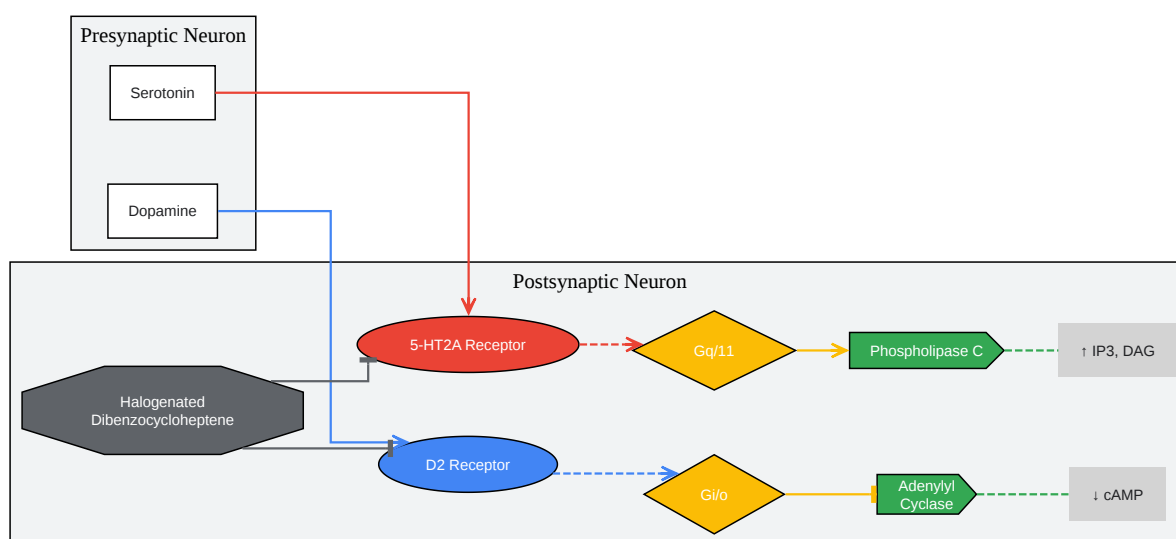 Presynaptic Neuron
Serotonin
Dopamine
Postsynaptic Neuron
5-HT2A Receptor
Gq/11
Phospholipase C
↑ IP3, DAG
Halogenated
Dibenzocycloheptene
D2 Receptor
Gi/o
Adenylyl
Cyclase
↓ cAMP